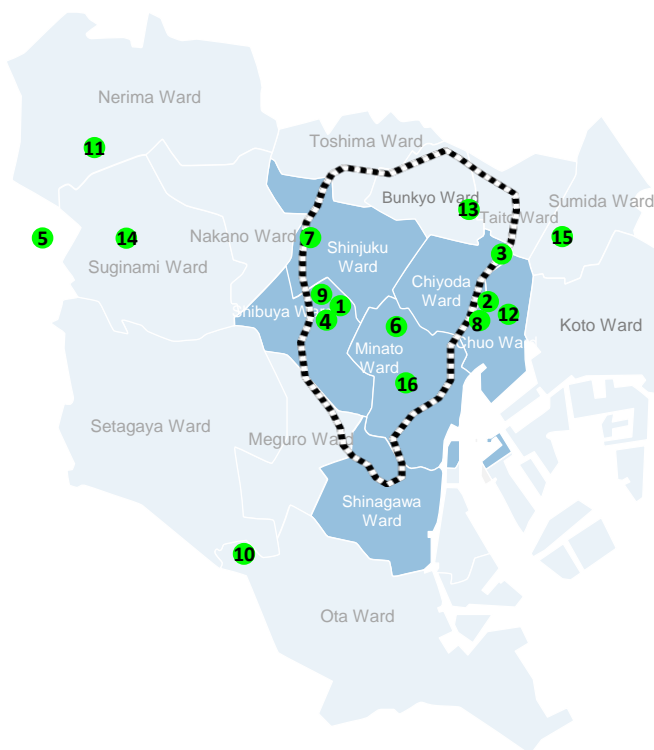 Nerima Ward
Toshima Ward
11
Bunkyo Ward
Sumida Ward
13
Taito Ward
5
14
Nakano Ward
7
15
Shinjuku
Ward
3
Suginami Ward
Chiyoda
Ward
9
1
2
Shibuya Wa
4
6
8
12
Koto Ward
Minato
Ward
Chuo Ward
16
Setagaya Ward
Meguro Ward
Shinagawa
Ward
10
Ota Ward